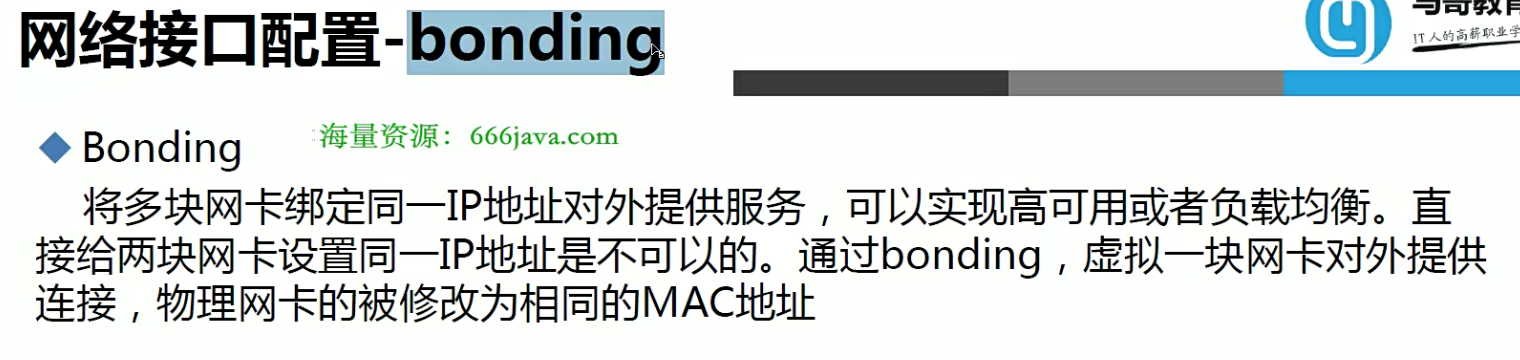 网络接口配置-bonding
IT人的高薪职业学
Bonding
海量资源：666java.com
将多块网卡绑定同一IP地址对外提供服务，可以实现高可用或者负载均衡。直
接给两块网卡设置同一IP地址是不可以的。通过bonding，虚拟一块网卡对外提供
连接，物理网卡的被修改为相同的MAC地址